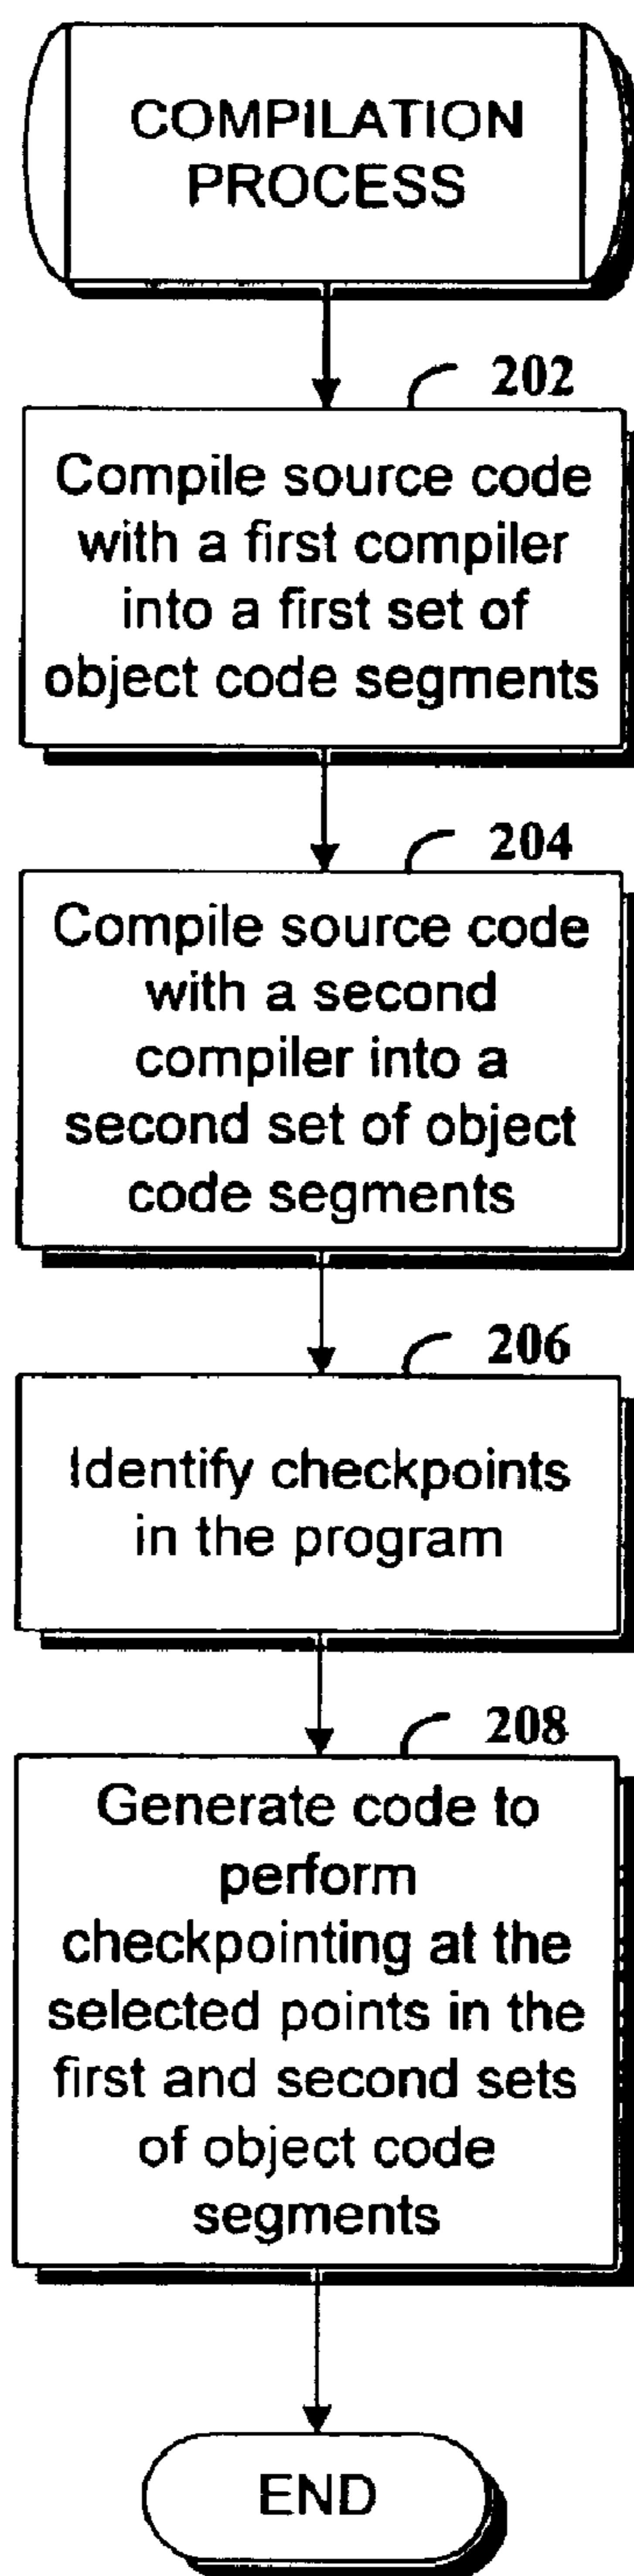 COMPILATION
PROCESS
202
Compile source code
with a first compiler
into a first set of
object code segments
204
Compile source code
with a second
compiler into a
second set of object
code segments
206
Identify checkpoints
in the program
208
Generate code to
perform
checkpointing at the
selected points in the
first and second sets
of object code
segments
END